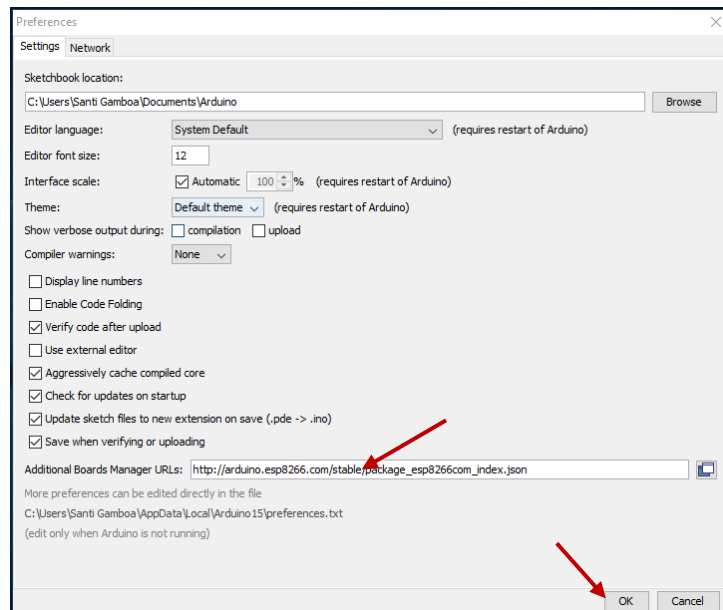 Preferences
Settings Network
Sketchbook location:
C:\Users\Santi Gamboa\Documents\Arduino Browse
Editor language: System Default (requires restart of Arduino)
Editor font size: 12
Interface scale: Automatic 100 % (requires restart of Arduino)
Theme: Default theme (requires restart of Arduino)
Show verbose output during: compilation upload
Compiler warnings: None
Display line numbers
Enable Code Folding
Verify code after upload
Use external editor
Aggressively cache compiled core
Check for updates on startup
Update sketch files to new extension on save (.pde -> .ino)
Save when verifying or uploading
Additional Boards Manager URLs: http://arduino.esp8266.com/stable/package_esp8266com_index.json
More preferences can be edited directly in the file
C:\Users\Santi Gamboa\AppData\Local\Arduino15\preferences.txt
(edit only when Arduino is not running)
OK Cancel